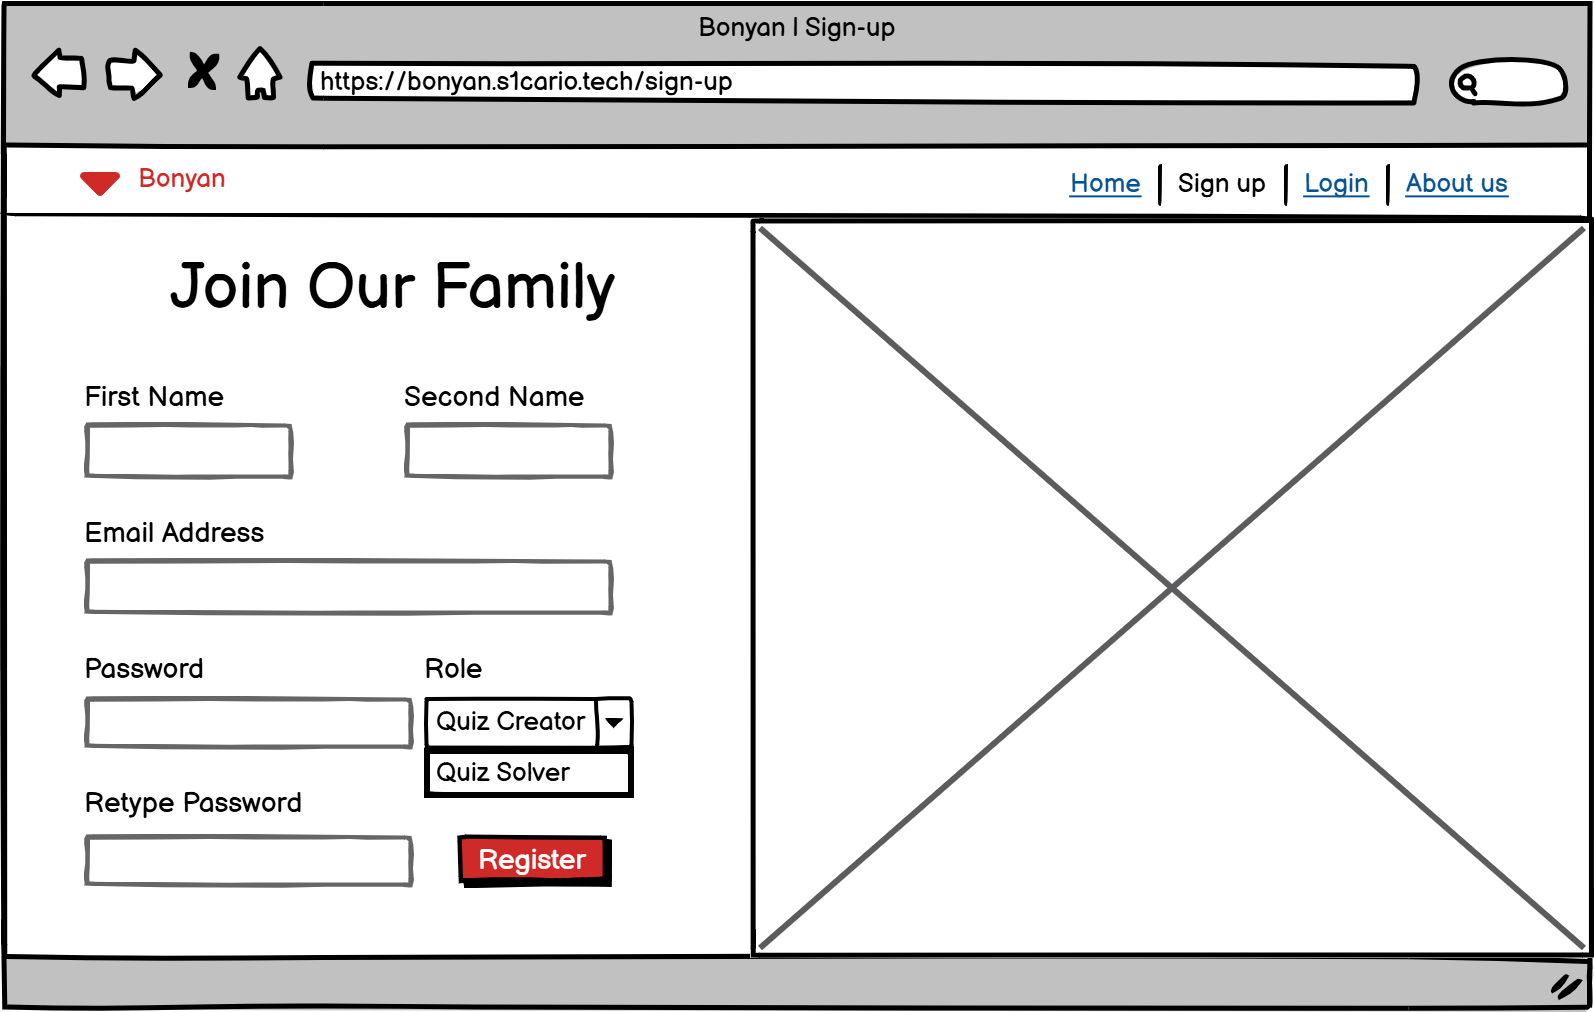 Bonyan | Sign-up
https://bonyan.s1cario.tech/sign-up
Bonyan
Home
Sign up
Login
About us
Join Our Family
First Name
Second Name
Email Address
Password
Role
Quiz Creator
Quiz Solver
Retype Password
Register